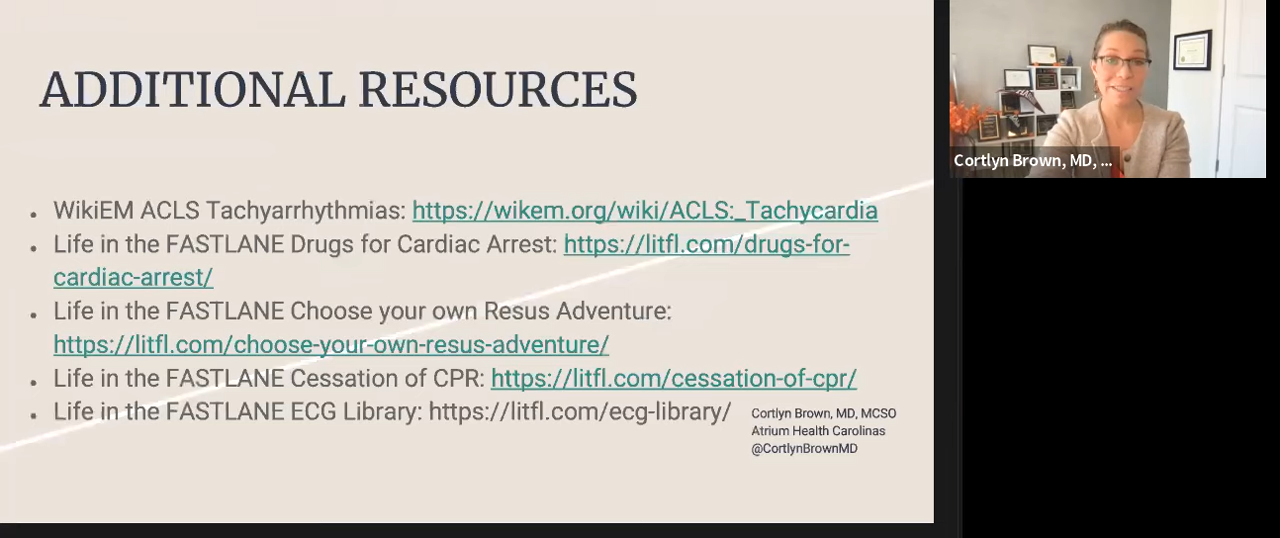 ADDITIONAL RESOURCES
WikiEM ACLS Tachyarrhythmias: https://wikem.org/wiki/ACLS:_Tachycardia
Life in the FASTLANE Drugs for Cardiac Arrest: https://litfl.com/drugs-for-
cardiac-arrest/
Life in the FASTLANE Choose your own Resus Adventure:
https://litfl.com/choose-your-own-resus-adventure/
Life in the FASTLANE Cessation of CPR: https://litfl.com/cessation-of-cpr/
Life in the FASTLANE ECG Library: https://litfl.com/ecg-library/
Cortlyn Brown, MD, MCSO
Atrium Health Carolinas
@CortlynBrownMD
Cortlyn Brown, MD, ...